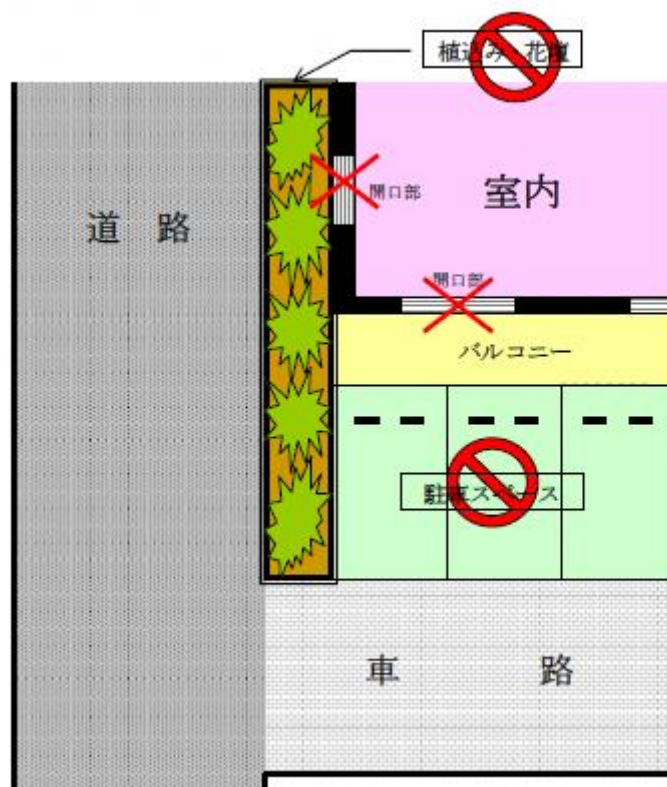 植込み・花壇
開口部
室内
道 路
開口部
バルコニー
駐車スペース
車 路